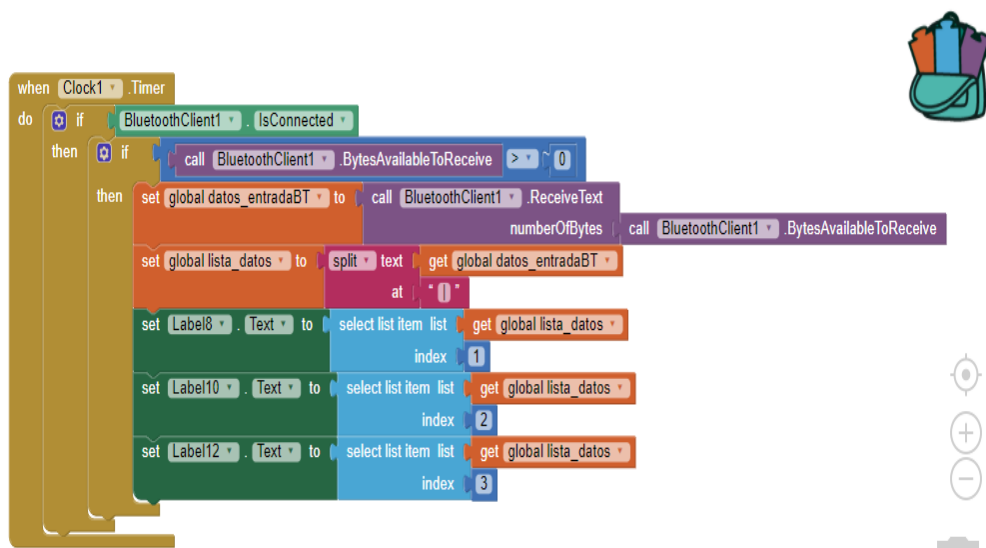 when Clock1 .Timer
do if BluetoothClient1 . IsConnected
then if call BluetoothClient1 .BytesAvailableToReceive > 0
then set global datos_entradaBT to call BluetoothClient1 .ReceiveText
numberOfBytes call BluetoothClient1 .BytesAvailableToReceive
set global lista_datos to split text get global datos_entradaBT
at “ | ”
set Label8 . Text to select list item list get global lista_datos
index 1
set Label10 . Text to select list item list get global lista_datos
index 2
set Label12 . Text to select list item list get global lista_datos
index 3